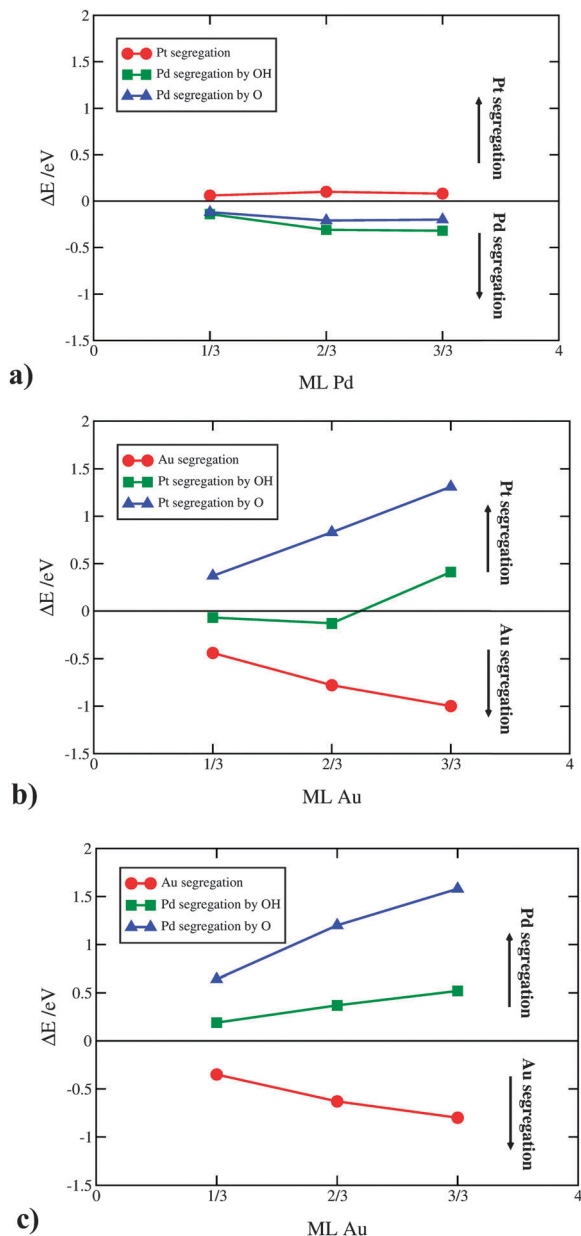 2
Pt segregation
Pd segregation by OH
Pd segregation by O
1.5
1
0.5
0
-0.5
-1
-1.5
ΔE /eV
Pt segregation
Pd segregation
0
1/3
2/3
3/3
4
ML Pd
a)
2
Au segregation
Pt segregation by OH
Pt segregation by O
1.5
1
0.5
0
-0.5
-1
-1.5
ΔE /eV
Pt segregation
Au segregation
0
1/3
2/3
3/3
4
ML Au
b)
2
Au segregation
Pd segregation by OH
Pd segregation by O
1.5
1
0.5
0
-0.5
-1
-1.5
ΔE /eV
Pd segregation
Au segregation
0
1/3
2/3
3/3
4
ML Au
c)